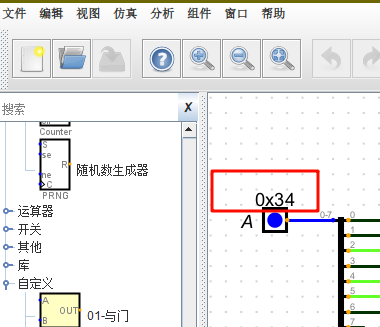 文件 编辑 视图 仿真 分析 组件 窗口 帮助
搜索 X
Counter
S
se
R
ne
C
PRNG
随机数生成器
运算器
开关
其他
库
自定义
A
B
OUT
01-与门
0x34
A
0-7
0
1
2
3
4
5
6
7